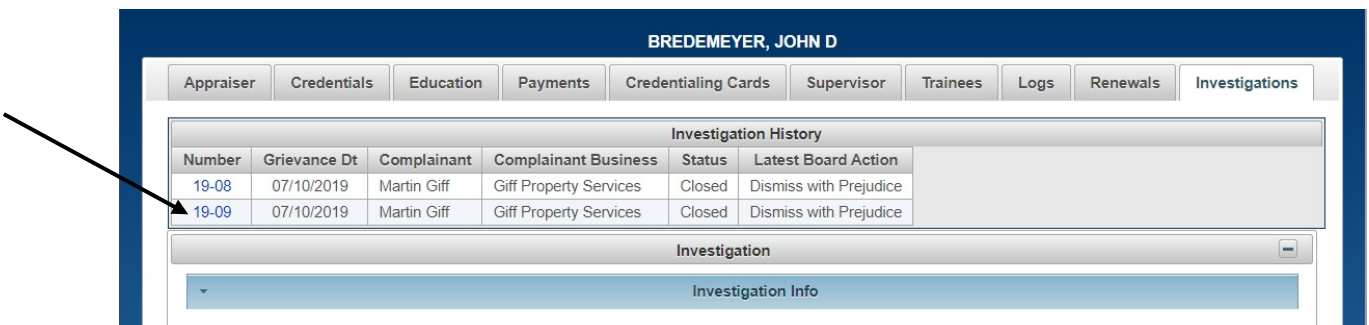 BREDEMEYER, JOHN D
Appraiser Credentials Education Payments Credentialing Cards Supervisor Trainees Logs Renewals Investigations
Investigation History
Number Grievance Dt Complainant Complainant Business Status Latest Board Action
19-08 07/10/2019 Martin Giff Giff Property Services Closed Dismiss with Prejudice
19-09 07/10/2019 Martin Giff Giff Property Services Closed Dismiss with Prejudice
Investigation
Investigation Info